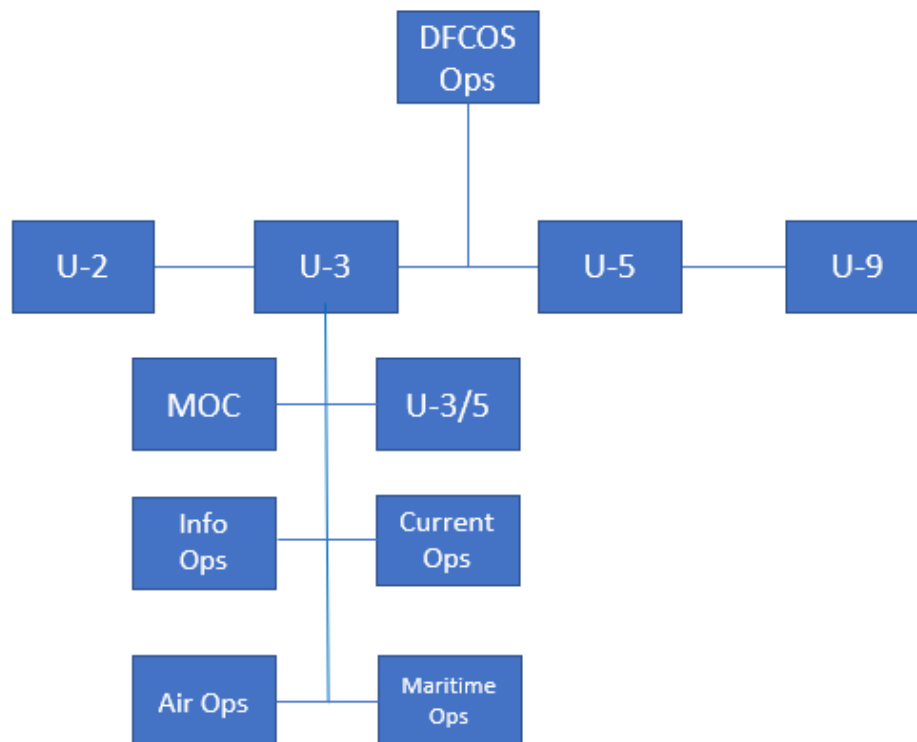 DFCOS
Ops
U-2
U-3
U-5
U-9
MOC
U-3/5
Info
Ops
Current
Ops
Air Ops
Maritime
Ops